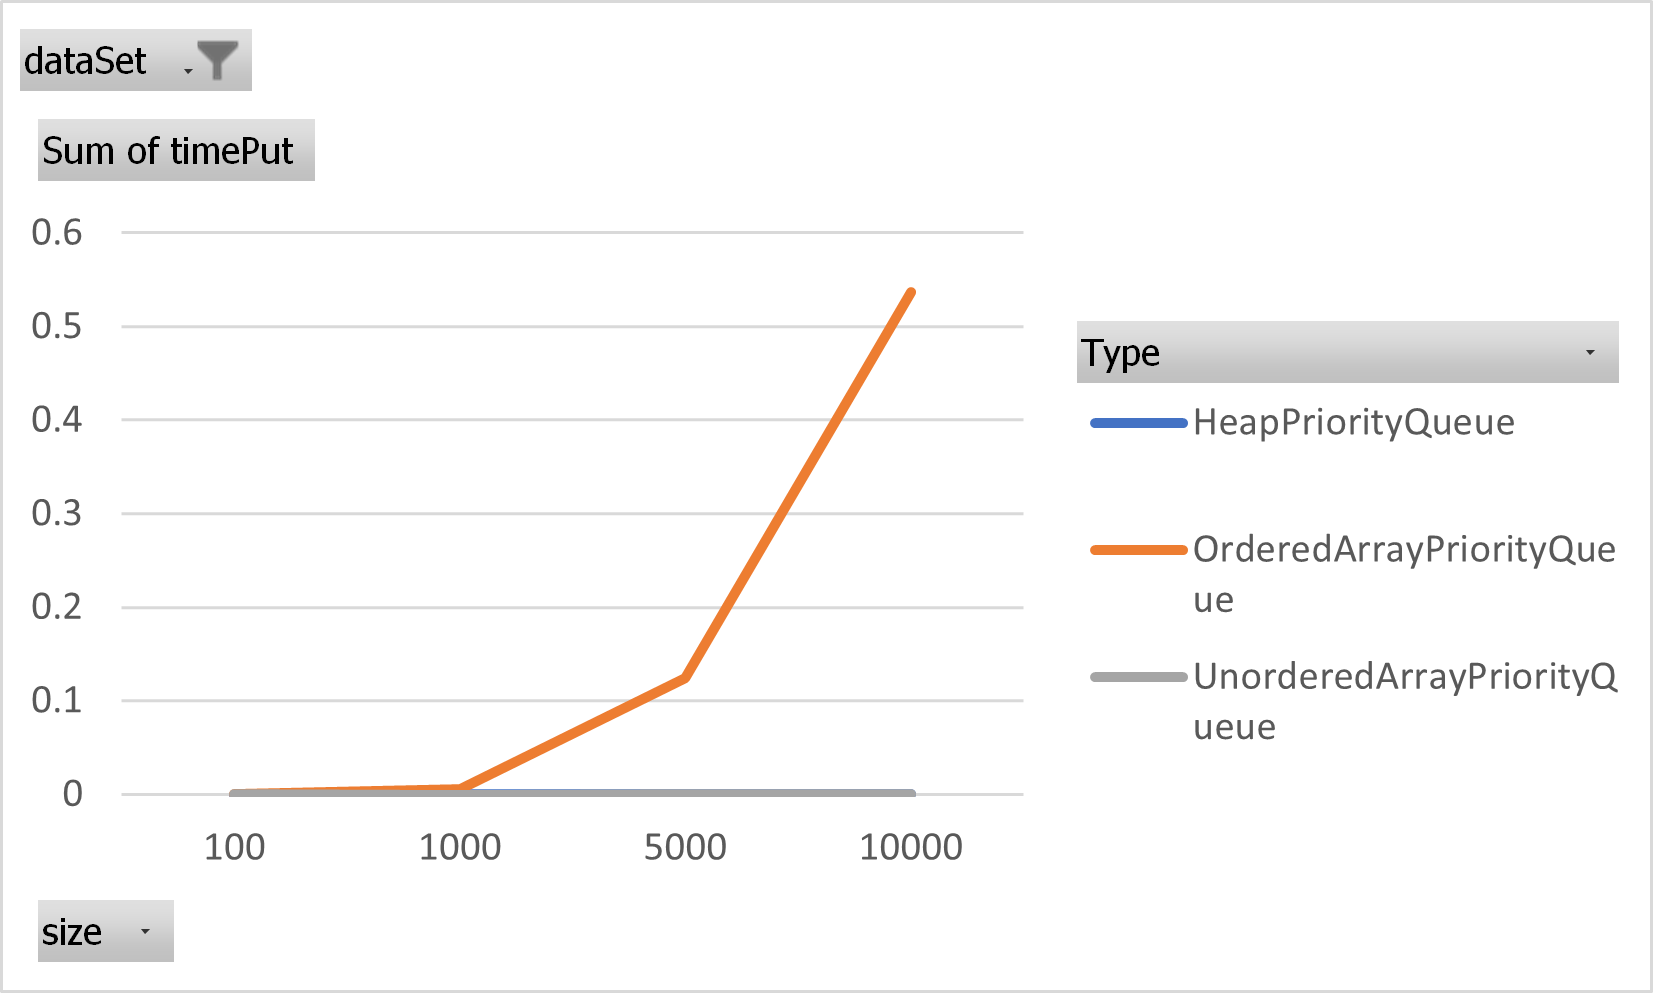 dataSet
Sum of timePut
0.6
0.5
0.4
0.3
0.2
0.1
0
100 1000 5000 10000
size
Type
HeapPriorityQueue
OrderedArrayPriorityQue
ue
UnorderedArrayPriorityQ
ueue